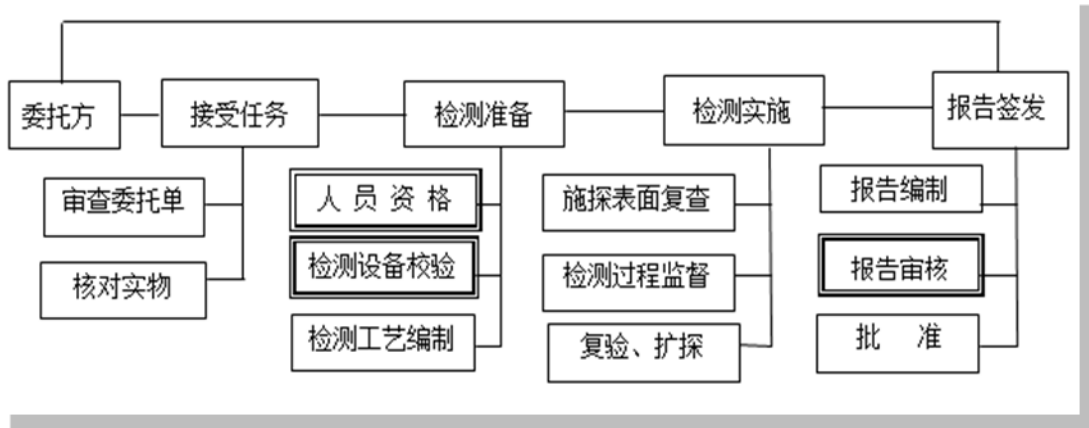 委托方
接受任务
检测准备
检测实施
报告签发
审查委托单
核对实物
人 员 资 格
检测设备校验
检测工艺编制
施探表面复查
检测过程监督
复验、扩探
报告编制
报告审核
批 准